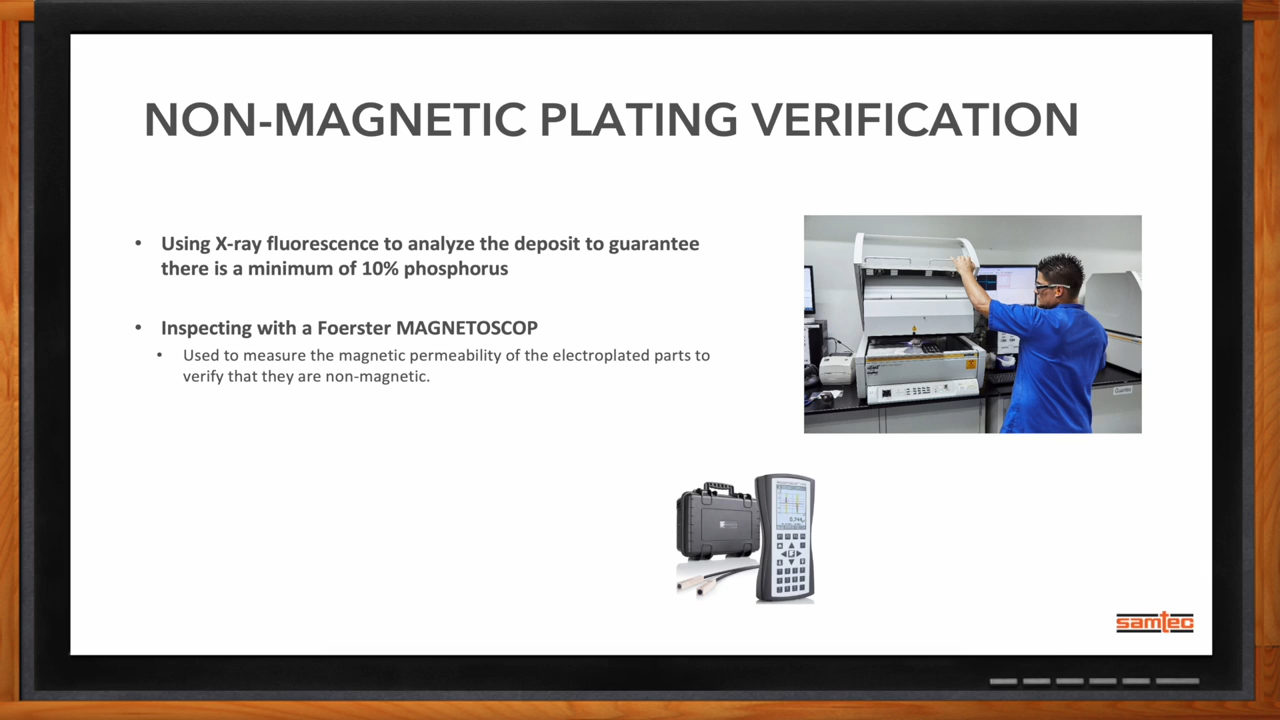 NON-MAGNETIC PLATING VERIFICATION
• Using X-ray fluorescence to analyze the deposit to guarantee
there is a minimum of 10% phosphorus
• Inspecting with a Foerster MAGNETOSCOP
• Used to measure the magnetic permeability of the electroplated parts to
verify that they are non-magnetic.
samtec